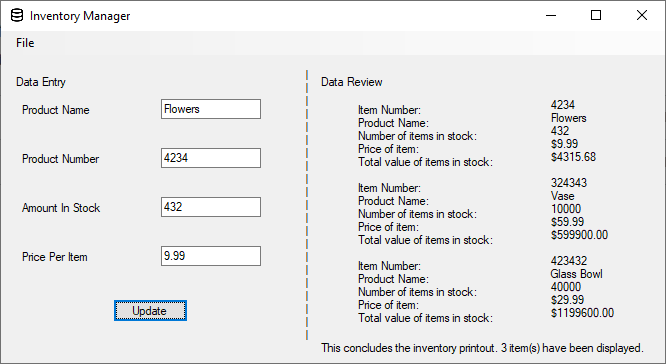 Inventory Manager
File
Data Entry
Product Name
Flowers
Product Number
4234
Amount In Stock
432
Price Per Item
9.99
Update
Data Review
Item Number: 4234
Product Name: Flowers
Number of items in stock: 432
Price of item: $9.99
Total value of items in stock: $4315.68
Item Number: 324343
Product Name: Vase
Number of items in stock: 10000
Price of item: $59.99
Total value of items in stock: $599900.00
Item Number: 423432
Product Name: Glass Bowl
Number of items in stock: 40000
Price of item: $29.99
Total value of items in stock: $1199600.00
This concludes the inventory printout. 3 item(s) have been displayed.